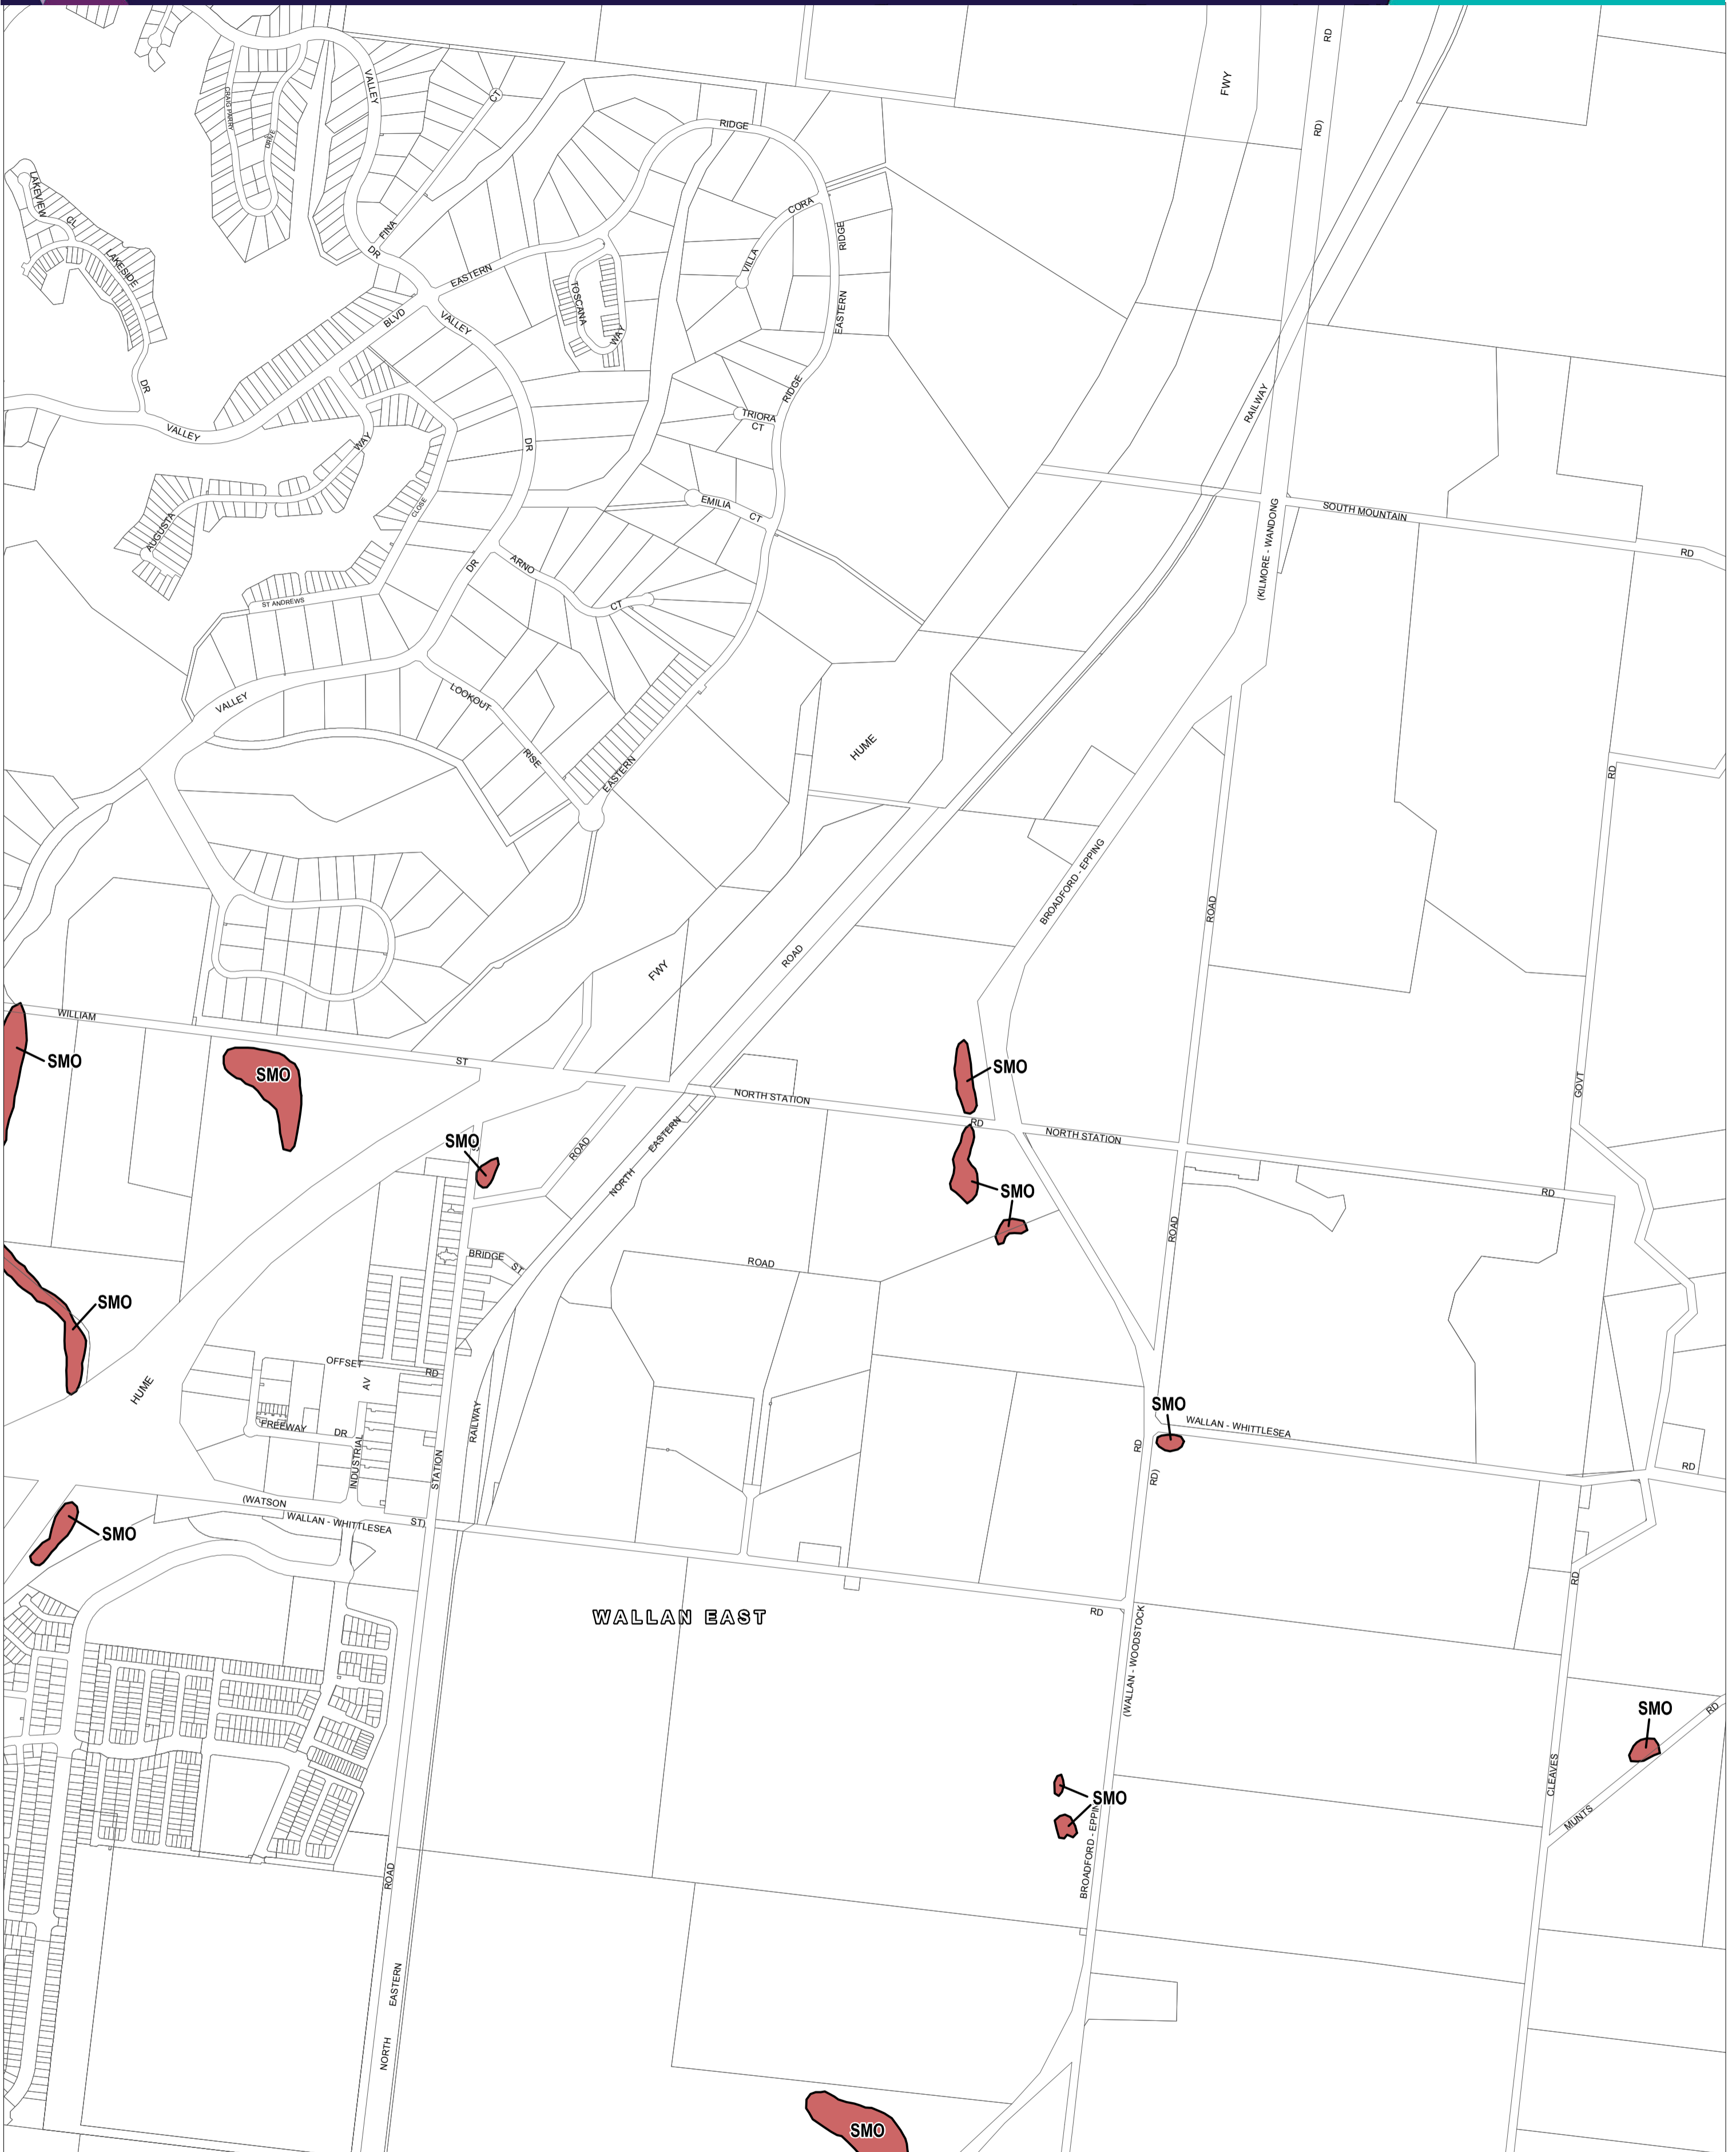 RD
FWY
VALLEY
CT
CRAIG PARRY
DRIVE
RIDGE
RD)
LAKEVIEW
CL
LAKESIDE
DR
FINA
DR
CORA
VILLA
RIDGE
EASTERN
EASTERN
TOSCANA
WAY
BLVD
VALLEY
DR
VALLEY
RIDGE
TRIORA
CT
RAILWAY
WAY
CLOSE
AUGUSTA
EMILIA
CT
SOUTH MOUNTAIN
RD
(KILMORE - WANDONG
ARNO
CT
DR
ST ANDREWS
VALLEY
LOOKOUT
RISE
EASTERN
HUME
RD
BROADFORD - EPPING
ROAD
ROAD
FWY
WILLIAM
ST
SMO
SMO
SMO
SMO
NORTH STATION
RD
NORTH STATION
GOVT
ROAD
EASTERN
NORTH
SMO
RD
ROAD
BRIDGE
ST
ROAD
SMO
HUME
OFFSET
RD
AV
FREEWAY
DR
INDUSTRIAL
RAILWAY
STATION
SMO
WALLAN - WHITTLESEA
RD
RD)
RD
(WATSON
WALLAN - WHITTLESEA
ST)
SMO
RD
WALLAN EAST
RD
(WALLAN - WOODSTOCK
SMO
RD
CLEAVES
MUNTS
SMO
BROADFORD - EPPING
ROAD
EASTERN
NORTH
SMO